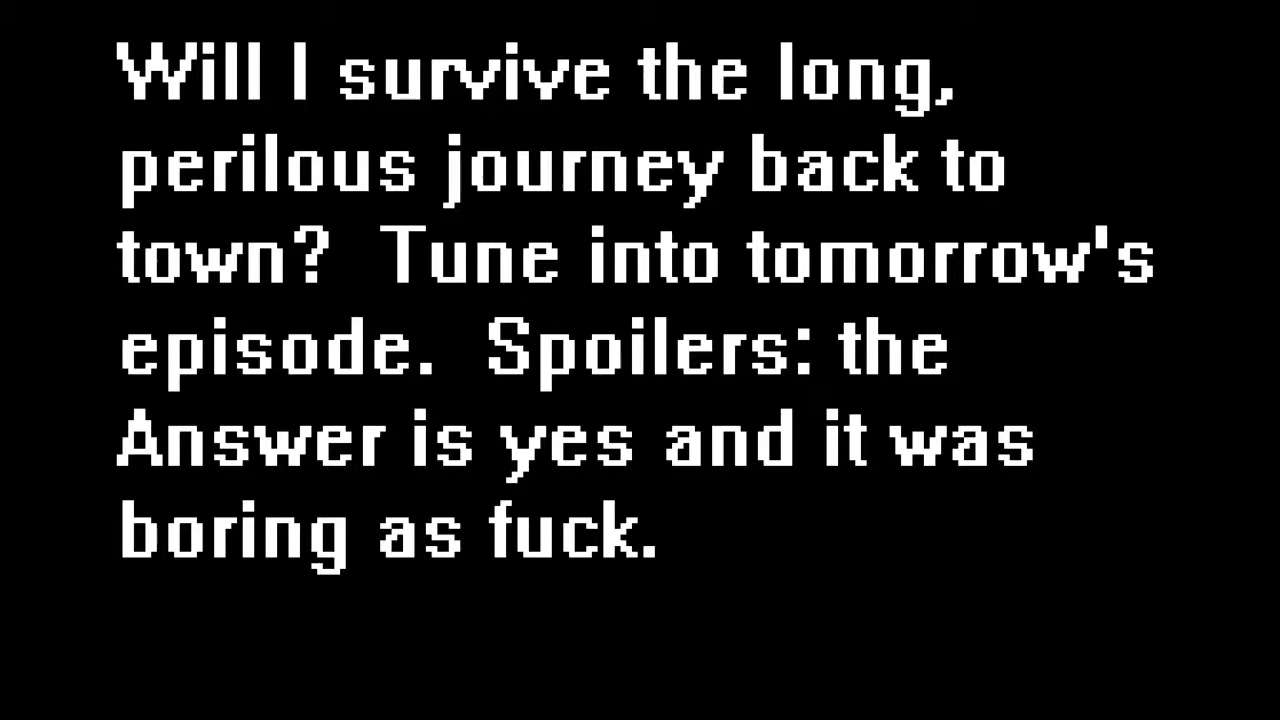 Will I survive the long,
perilous journey back to
town?  Tune into tomorrow's
episode.  Spoilers: the
Answer is yes and it was
boring as fuck.